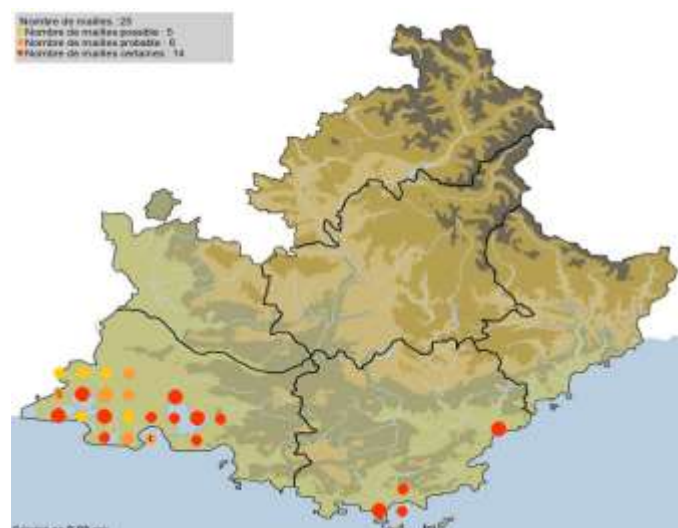 Nombre de mailles : 25
Nombre de mailles possible : 5
Nombre de mailles probable : 6
Nombre de mailles certaines : 14